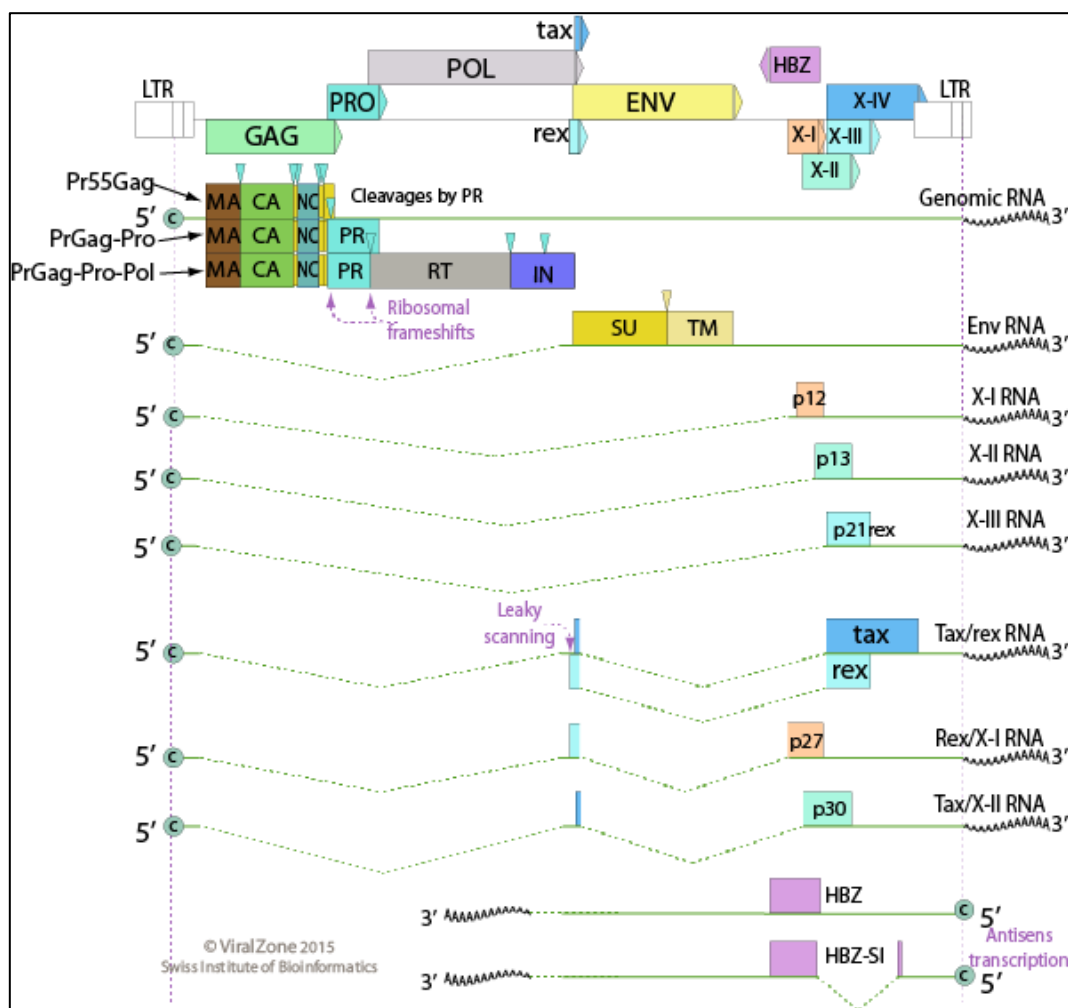 tax
POL
HBZ
LTR
PRO
ENV
X-IV
LTR
GAG
rex
X-I
X-III
X-II
Pr55Gag
MA CA NC
Cleavages by PR
Genomic RNA
5′ C
3′
PrGag-Pro
MA CA NC PR
PrGag-Pro-Pol
MA CA NC PR RT IN
Ribosomal
frameshifts
SU TM
Env RNA
5′ C
3′
p12
X-I RNA
5′ C
3′
p13
X-II RNA
5′ C
3′
p21rex
X-III RNA
5′ C
3′
Leaky
scanning
tax
Tax/rex RNA
5′ C
3′
rex
p27
Rex/X-I RNA
5′ C
3′
p30
Tax/X-II RNA
5′ C
3′
HBZ
3′
C 5′
© ViralZone 2015
Swiss Institute of Bioinformatics
Antisens
transcription
HBZ-SI
3′
C 5′